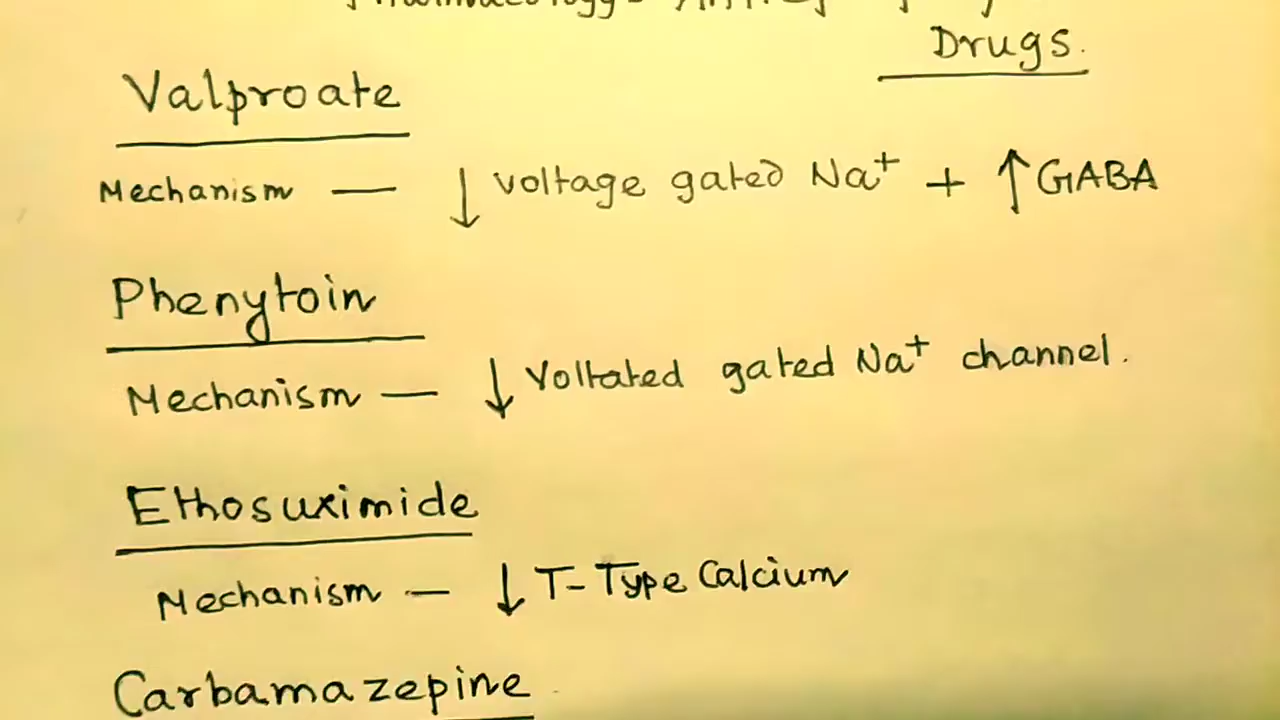 Drugs.
Valproate
Mechanism — ↓ voltage gated Na⁺ + ↑ GABA
Phenytoin
Mechanism — ↓ Voltated gated Na⁺ channel.
Ethosuximide
Mechanism — ↓ T-Type Calcium
Carbamazepine